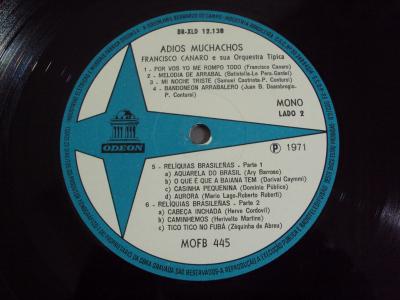 BR-XLD 12.138
ADIOS MUCHACHOS
FRANCISCO CANARO e sua Orquestra Típica
1 - POR VOS YO ME ROMPO TODO (Francisco Canaro)
2 - MELODIA DE ARRABAL (Battistella-Le Pera-Gardel)
3 - MI NOCHE TRISTE (Samuel Castriota-P. Contursi)
4 - BANDONEON ARRABALERO (Juan B. Deambrogio-
P. Contursi)
MONO
LADO 2
ODEON
P 1971
5 - RELÍQUIAS BRASILEÑAS - Parte 1
a) AQUARELA DO BRASIL (Ary Barroso)
b) O QUE É QUE A BAIANA TEM (Dorival Caymmi)
c) CASINHA PEQUENINA (Domínio Público)
d) AURORA (Mario Lago-Roberto Roberti)
6 - RELÍQUIAS BRASILEÑAS - Parte 2
a) CABEÇA INCHADA (Herve Cordovil)
b) CAMINHEMOS (Herivelto Martins)
c) TICO TICO NO FUBÁ (Zequinha de Abreu)
MOFB 445